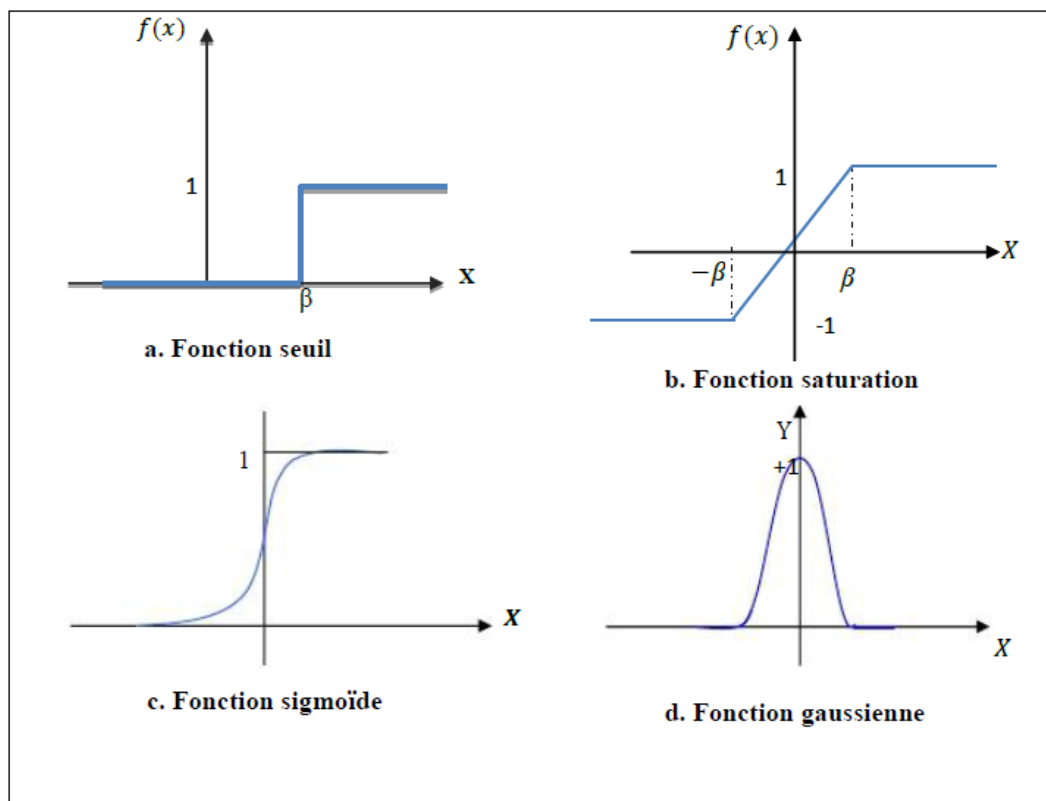 f(x)
1
β
x
a. Fonction seuil
f(x)
1
X
−β
β
-1
b. Fonction saturation
1
X
c. Fonction sigmoïde
Y
+1
X
d. Fonction gaussienne